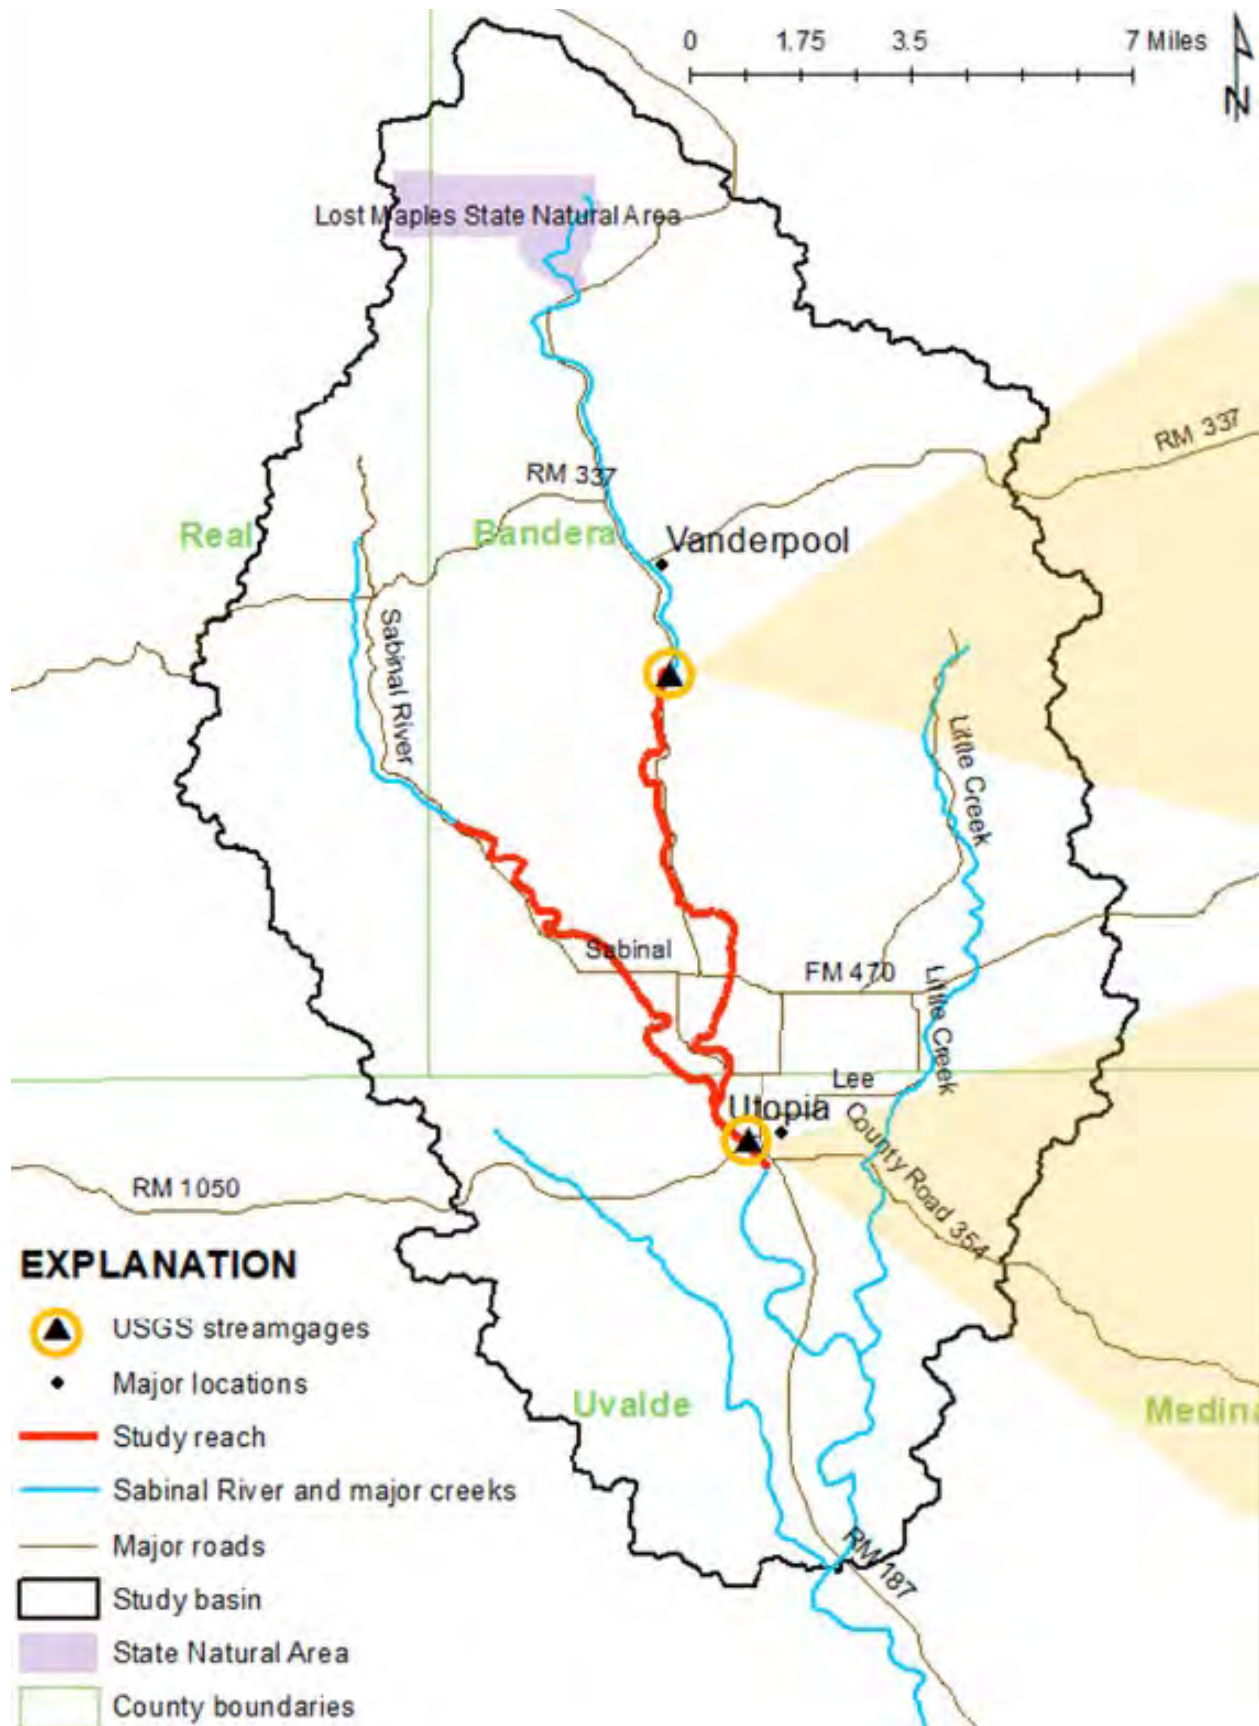 0 1.75 3.5 7 Miles
N
Lost Maples State Natural Area
RM 337
RM 337
Real
Bandera
Vanderpool
Sabinal River
Little Creek
Sabinal
FM 470
Little Creek
Lee
Utopia
County Road 354
RM 1050
EXPLANATION
USGS streamgages
Major locations
Uvalde
Medina
Study reach
Sabinal River and major creeks
Major roads
RM 187
Study basin
State Natural Area
County boundaries